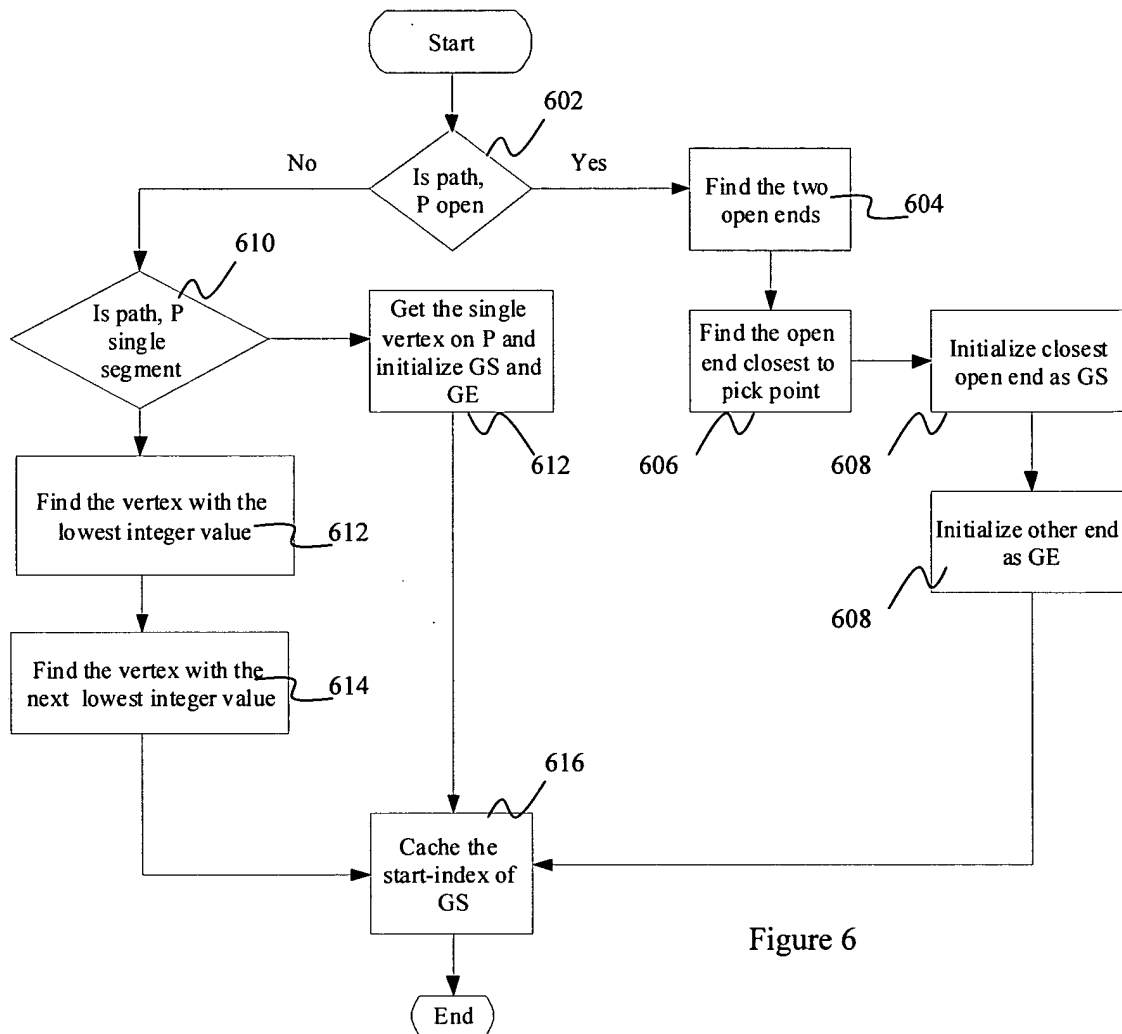 Start
602
No
Yes
Is path,
P open
Find the two
open ends
604
610
Is path, P
single
segment
Get the single
vertex on P and
initialize GS and
GE
Find the open
end closest to
pick point
Initialize closest
open end as GS
612
606
608
Find the vertex with the
lowest integer value
612
Initialize other end
as GE
608
Find the vertex with the
next lowest integer value
614
616
Cache the
start-index of
GS
Figure 6
End